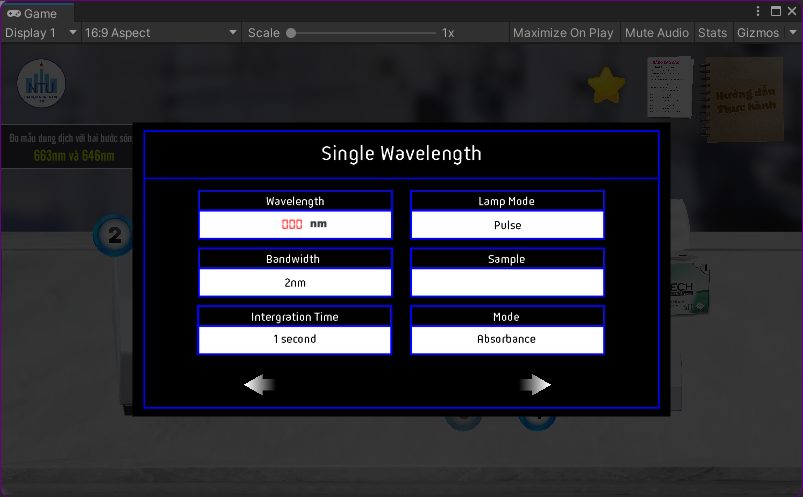 Game
Display 1
16:9 Aspect
Scale
1x
Maximize On Play
Mute Audio
Stats
Gizmos
NTU
Hướng dẫn
Thực hành
Đo mẫu dung dịch với hai bước són
663nm và 646nm
Single Wavelength
Wavelength
000 nm
Lamp Mode
Pulse
2
Bandwidth
2nm
Sample
TECH
Intergration Time
1 second
Mode
Absorbance